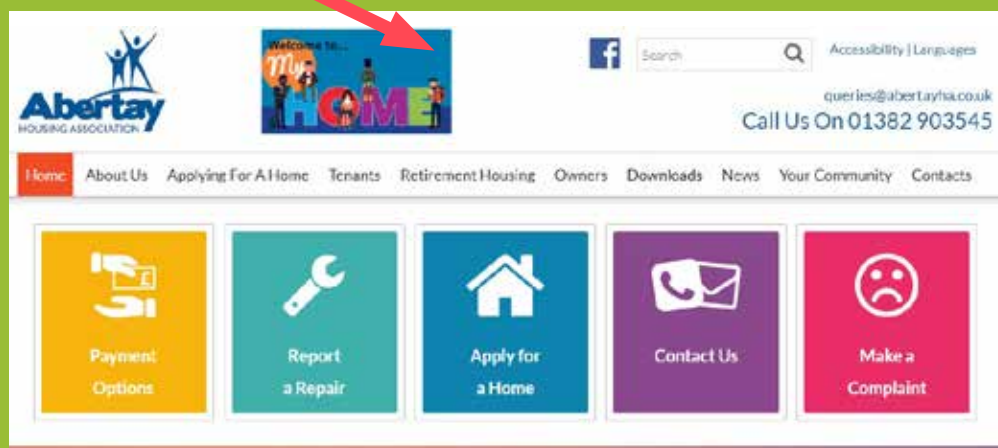 Welcome to...
My
HOME
Abertay
HOUSING ASSOCIATION
f
Search
Accessibility | Languages
queries@abertayha.co.uk
Call Us On 01382 903545
Home About Us Applying For A Home Tenants Retirement Housing Owners Downloads News Your Community Contacts
£
Payment
Options
Report
a Repair
Apply for
a Home
Contact Us
Make a
Complaint